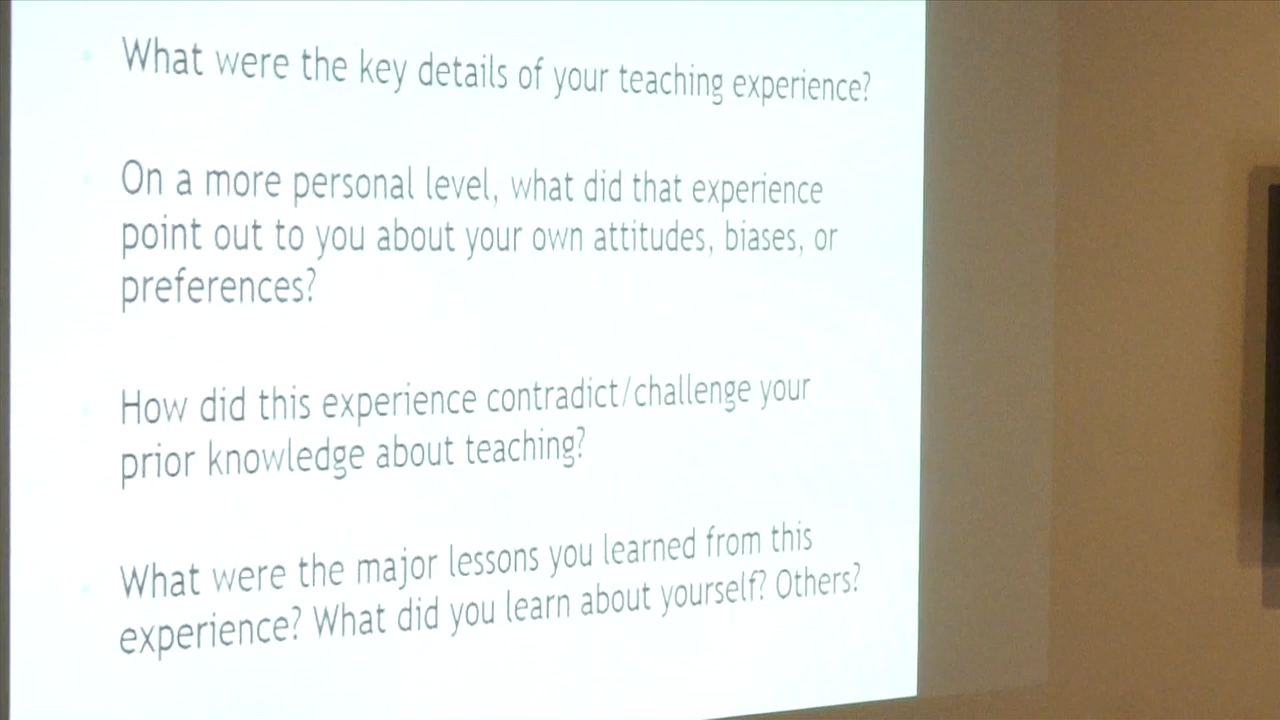 What were the key details of your teaching experience?
On a more personal level, what did that experience
point out to you about your own attitudes, biases, or
preferences?
How did this experience contradict/challenge your
prior knowledge about teaching?
What were the major lessons you learned from this
experience? What did you learn about yourself? Others?